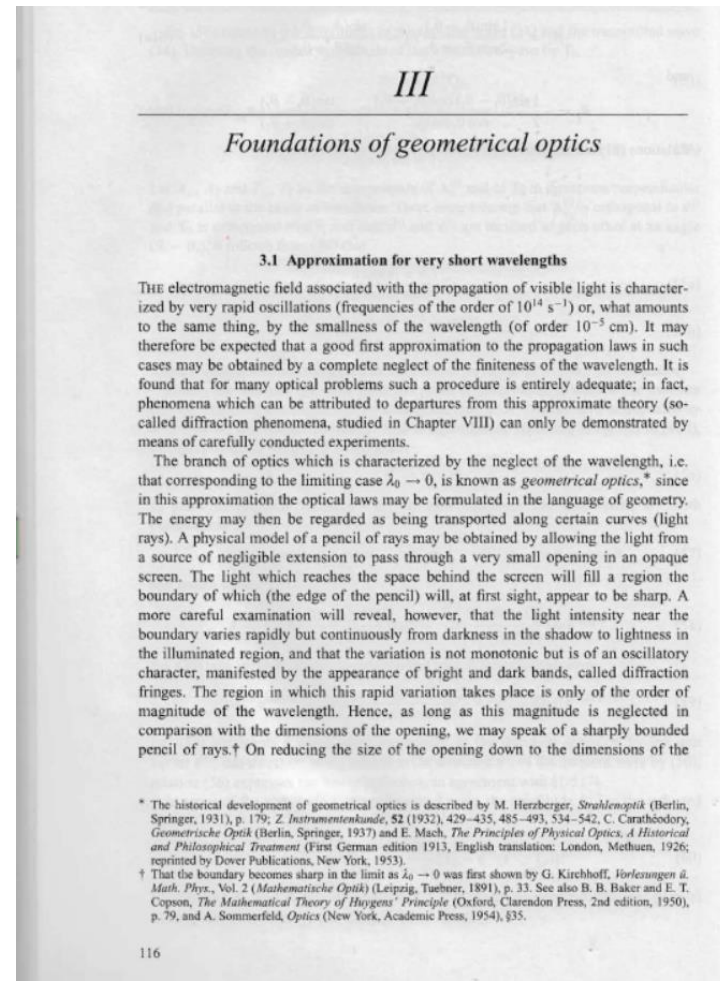 III
Foundations of geometrical optics
3.1 Approximation for very short wavelengths
THE electromagnetic field associated with the propagation of visible light is character-
ized by very rapid oscillations (frequencies of the order of 10¹⁴ s⁻¹) or, what amounts
to the same thing, by the smallness of the wavelength (of order 10⁻⁵ cm). It may
therefore be expected that a good first approximation to the propagation laws in such
cases may be obtained by a complete neglect of the finiteness of the wavelength. It is
found that for many optical problems such a procedure is entirely adequate; in fact,
phenomena which can be attributed to departures from this approximate theory (so-
called diffraction phenomena, studied in Chapter VIII) can only be demonstrated by
means of carefully conducted experiments.
The branch of optics which is characterized by the neglect of the wavelength, i.e.
that corresponding to the limiting case λ₀ → 0, is known as geometrical optics,* since
in this approximation the optical laws may be formulated in the language of geometry.
The energy may then be regarded as being transported along certain curves (light
rays). A physical model of a pencil of rays may be obtained by allowing the light from
a source of negligible extension to pass through a very small opening in an opaque
screen. The light which reaches the space behind the screen will fill a region the
boundary of which (the edge of the pencil) will, at first sight, appear to be sharp. A
more careful examination will reveal, however, that the light intensity near the
boundary varies rapidly but continuously from darkness in the shadow to lightness in
the illuminated region, and that the variation is not monotonic but is of an oscillatory
character, manifested by the appearance of bright and dark bands, called diffraction
fringes. The region in which this rapid variation takes place is only of the order of
magnitude of the wavelength. Hence, as long as this magnitude is neglected in
comparison with the dimensions of the opening, we may speak of a sharply bounded
pencil of rays.† On reducing the size of the opening down to the dimensions of the
* The historical development of geometrical optics is described by M. Herzberger, Strahlenoptik (Berlin,
Springer, 1931), p. 179; Z. Instrumentenkunde, 52 (1932), 429–435, 485–493, 534–542, C. Carathéodory,
Geometrische Optik (Berlin, Springer, 1937) and E. Mach, The Principles of Physical Optics, A Historical
and Philosophical Treatment (First German edition 1913, English translation: London, Methuen, 1926;
reprinted by Dover Publications, New York, 1953).
† That the boundary becomes sharp in the limit as λ₀ → 0 was first shown by G. Kirchhoff, Vorlesungen ü.
Math. Phys., Vol. 2 (Mathematische Optik) (Leipzig, Tuebner, 1891), p. 33. See also B. B. Baker and E. T.
Copson, The Mathematical Theory of Huygens' Principle (Oxford, Clarendon Press, 2nd edition, 1950),
p. 79, and A. Sommerfeld, Optics (New York, Academic Press, 1954), §35.
116